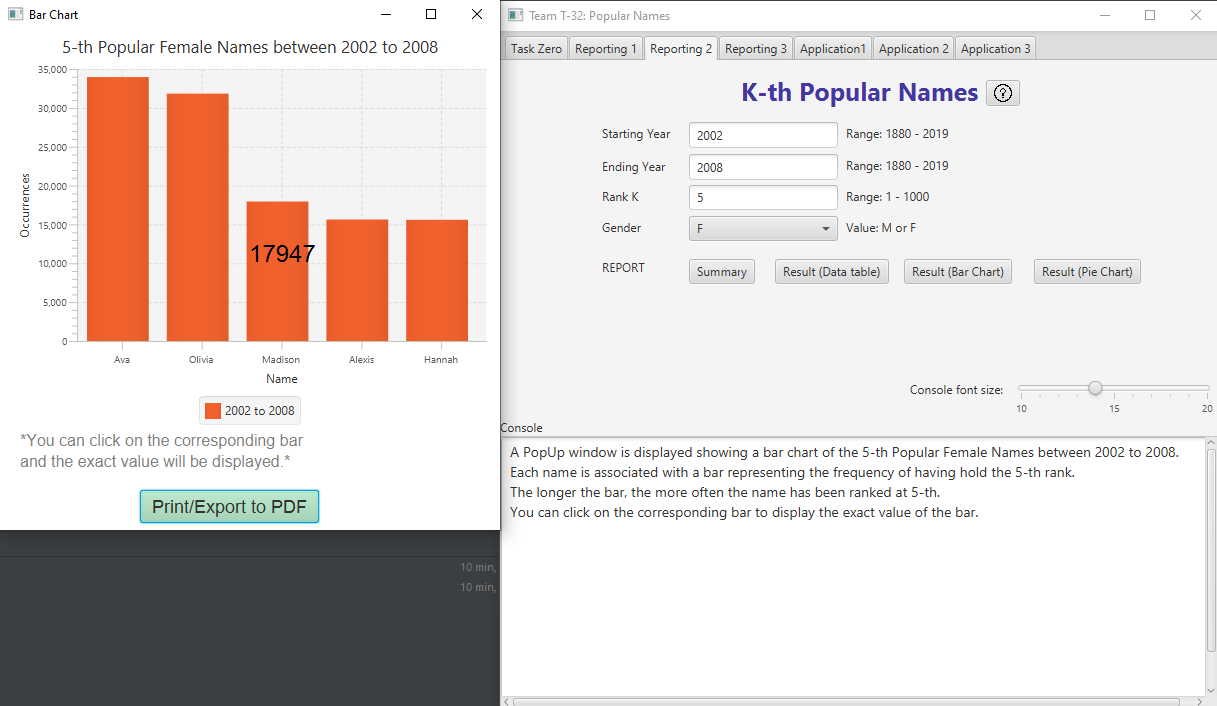 Bar Chart
5-th Popular Female Names between 2002 to 2008
35,000
30,000
25,000
20,000
15,000
10,000
5,000
0
Occurrences
17947
Ava Olivia Madison Alexis Hannah
Name
2002 to 2008
*You can click on the corresponding bar
and the exact value will be displayed.*
Print/Export to PDF
10 min,
10 min,
Team T-32: Popular Names
Task Zero Reporting 1 Reporting 2 Reporting 3 Application1 Application 2 Application 3
K-th Popular Names ?
Starting Year 2002 Range: 1880 - 2019
Ending Year 2008 Range: 1880 - 2019
Rank K 5 Range: 1 - 1000
Gender F Value: M or F
REPORT Summary Result (Data table) Result (Bar Chart) Result (Pie Chart)
Console font size:
10 15 20
Console
A PopUp window is displayed showing a bar chart of the 5-th Popular Female Names between 2002 to 2008.
Each name is associated with a bar representing the frequency of having hold the 5-th rank.
The longer the bar, the more often the name has been ranked at 5-th.
You can click on the corresponding bar to display the exact value of the bar.